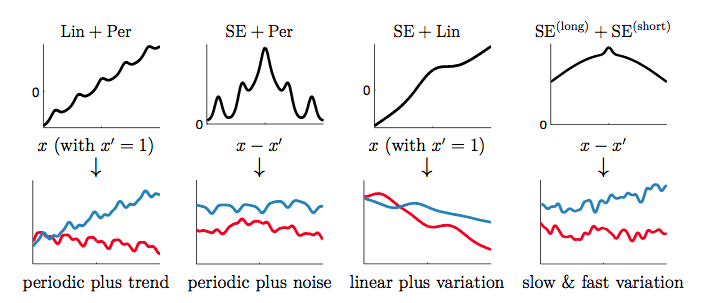 Lin + Per
SE + Per
SE + Lin
SE^(long) + SE^(short)
0
0
0
0
x (with x′ = 1)
x − x′
x (with x′ = 1)
x − x′
↓
↓
↓
↓
periodic plus trend
periodic plus noise
linear plus variation
slow & fast variation